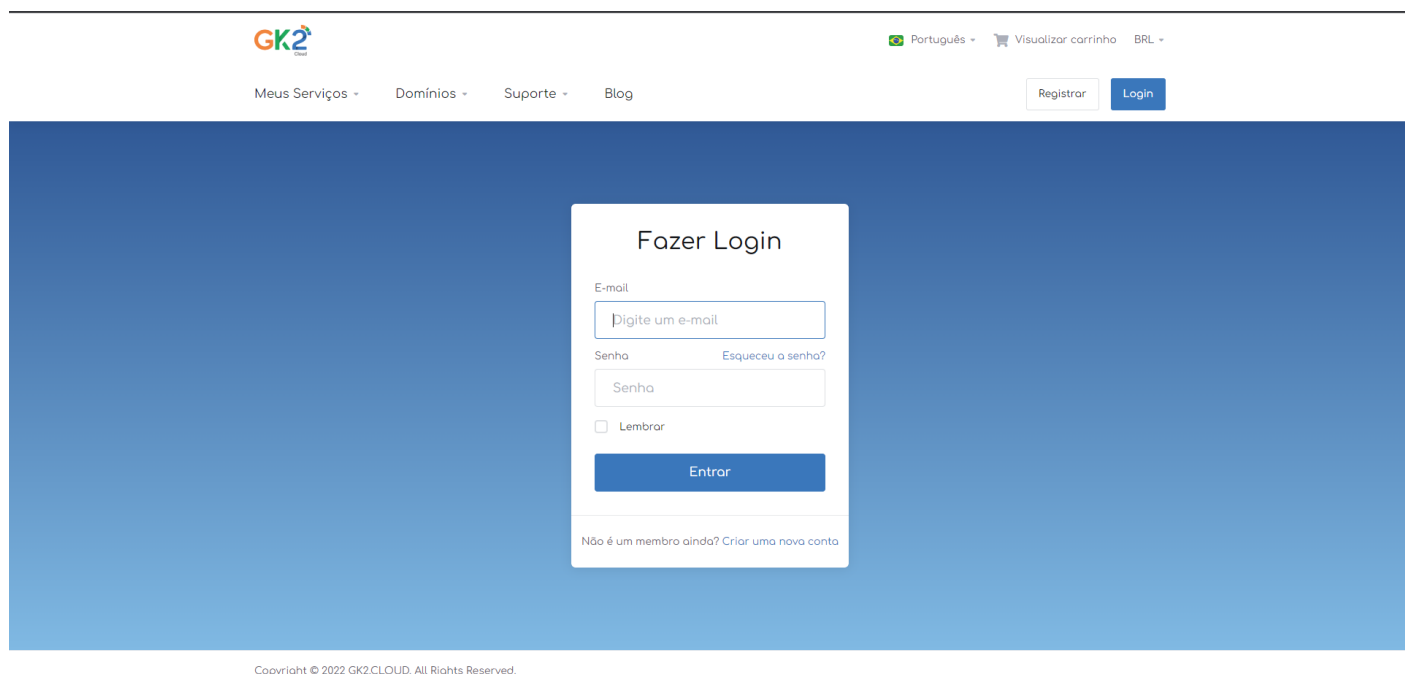 GK2
Cloud
Português
Visualizar carrinho
BRL
Meus Serviços
Domínios
Suporte
Blog
Registrar
Login
Fazer Login
E-mail
Digite um e-mail
Senha
Esqueceu a senha?
Senha
Lembrar
Entrar
Não é um membro ainda? Criar uma nova conta
Copyright © 2022 GK2.CLOUD. All Rights Reserved.